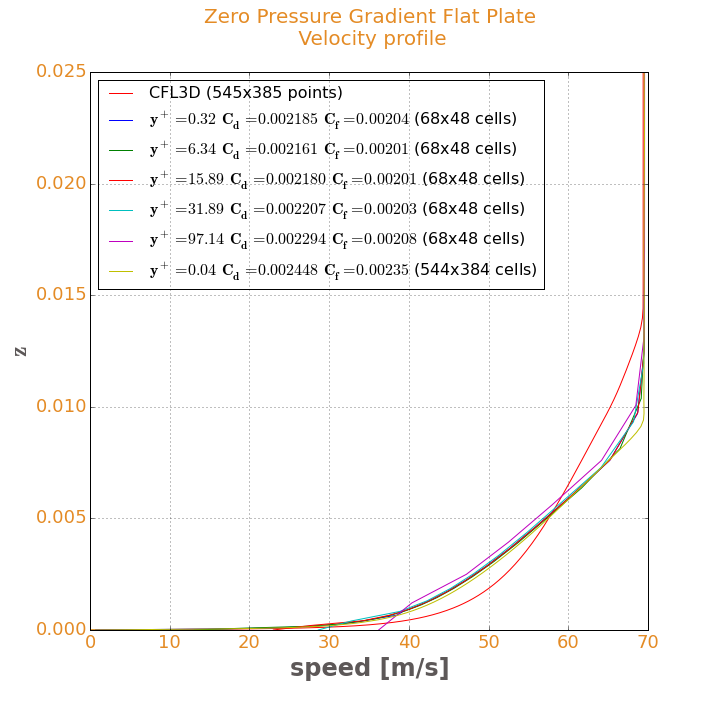 Zero Pressure Gradient Flat Plate
Velocity profile
0.025
CFL3D (545x385 points)
y+ =0.32 Cd =0.002185 Cf =0.00204 (68x48 cells)
y+ =6.34 Cd =0.002161 Cf =0.00201 (68x48 cells)
y+ =15.89 Cd =0.002180 Cf =0.00201 (68x48 cells)
y+ =31.89 Cd =0.002207 Cf =0.00203 (68x48 cells)
y+ =97.14 Cd =0.002294 Cf =0.00208 (68x48 cells)
y+ =0.04 Cd =0.002448 Cf =0.00235 (544x384 cells)
0.020
0.015
z
0.010
0.005
0.000
0 10 20 30 40 50 60 70
speed [m/s]